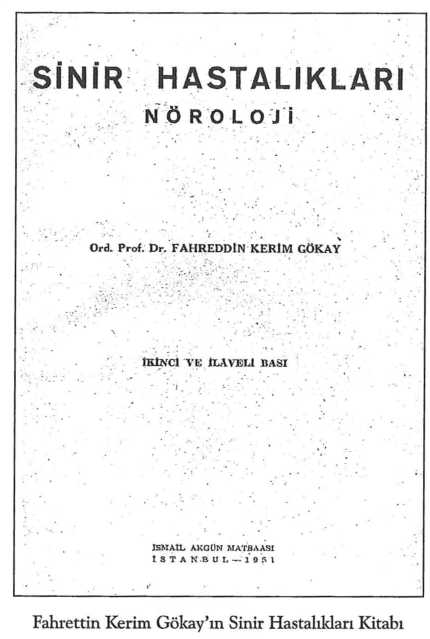 SİNİR HASTALIKLARI
NÖROLOJİ
Ord. Prof. Dr. FAHREDDİN KERİM GÖKAY
İKİNCİ VE İLÂVELİ BASI
İSMAİL AKGÜN MATBAASI
İSTANBUL — 1951
Fahrettin Kerim Gökay'ın Sinir Hastalıkları Kitabı